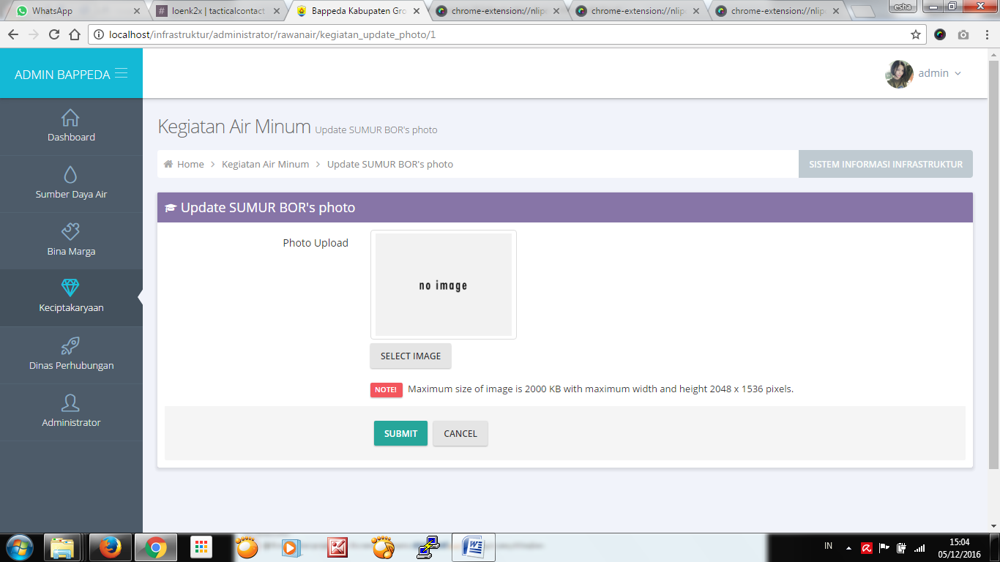 WhatsApp
loenk2x | tacticalcontact
Bappeda Kabupaten Gro
chrome-extension://nlip
chrome-extension://nlip
chrome-extension://nlip
esha
localhost/infrastruktur/administrator/rawanair/kegiatan_update_photo/1
ADMIN BAPPEDA
admin
Dashboard
Sumber Daya Air
Bina Marga
Keciptakaryaan
Dinas Perhubungan
Administrator
Kegiatan Air Minum Update SUMUR BOR's photo
Home > Kegiatan Air Minum > Update SUMUR BOR's photo
SISTEM INFORMASI INFRASTRUKTUR
Update SUMUR BOR's photo
Photo Upload
no image
SELECT IMAGE
NOTE! Maximum size of image is 2000 KB with maximum width and height 2048 x 1536 pixels.
SUBMIT
CANCEL
IN
15:04
05/12/2016